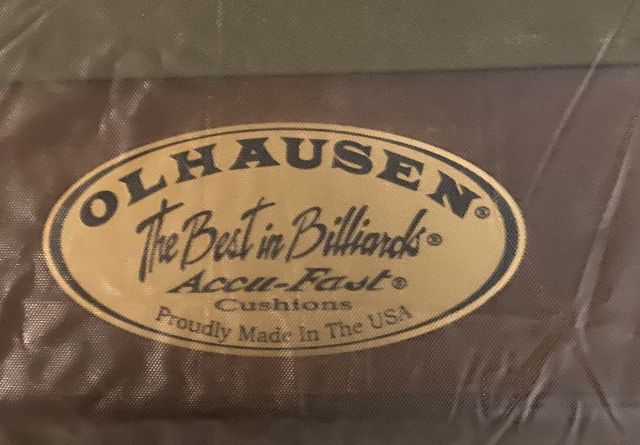 OLHAUSEN®
The Best in Billiards®
Accu-Fast®
Cushions
Proudly Made In The USA